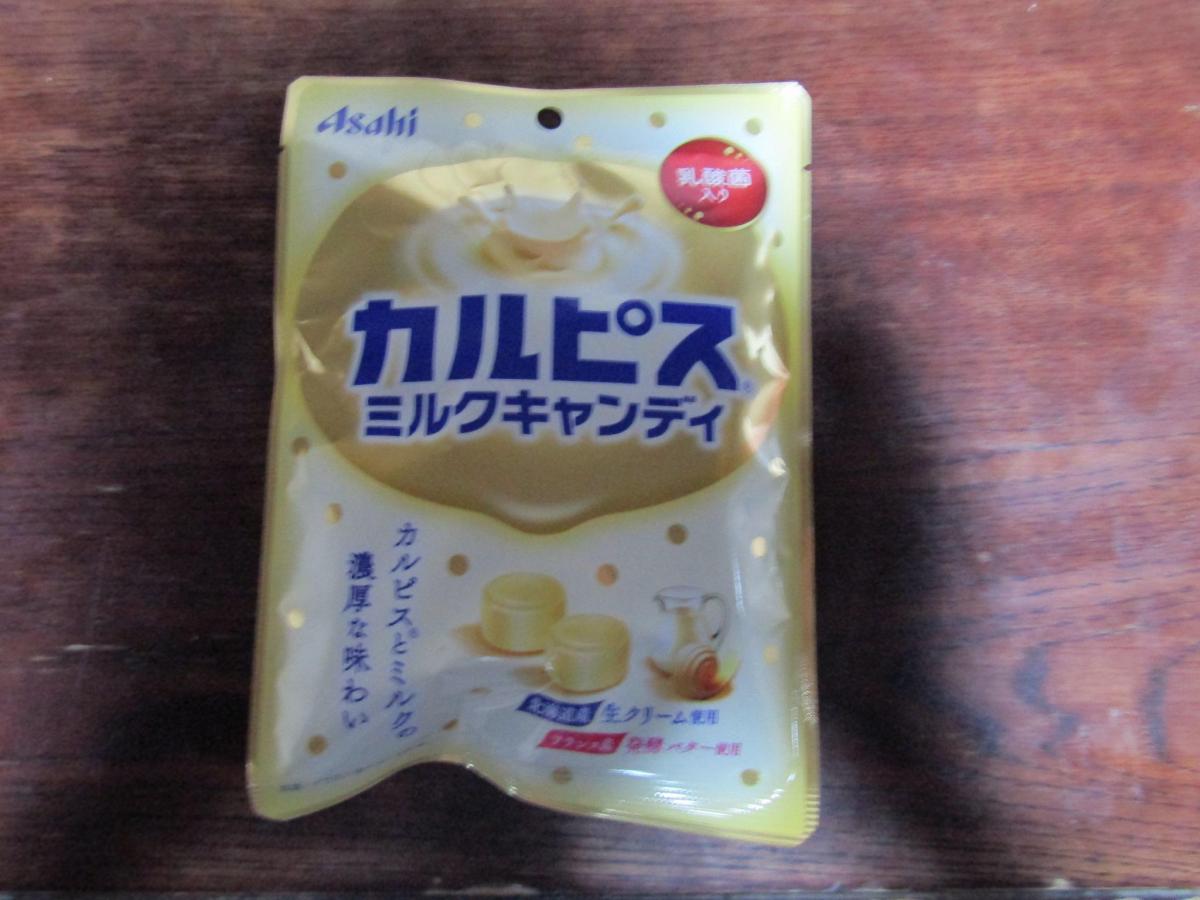 Asahi
乳酸菌
入り
カルピス®
ミルクキャンディ
カルピス®とミルクの
濃厚な味わい
北海道産 生クリーム使用
フランス産 発酵バター使用